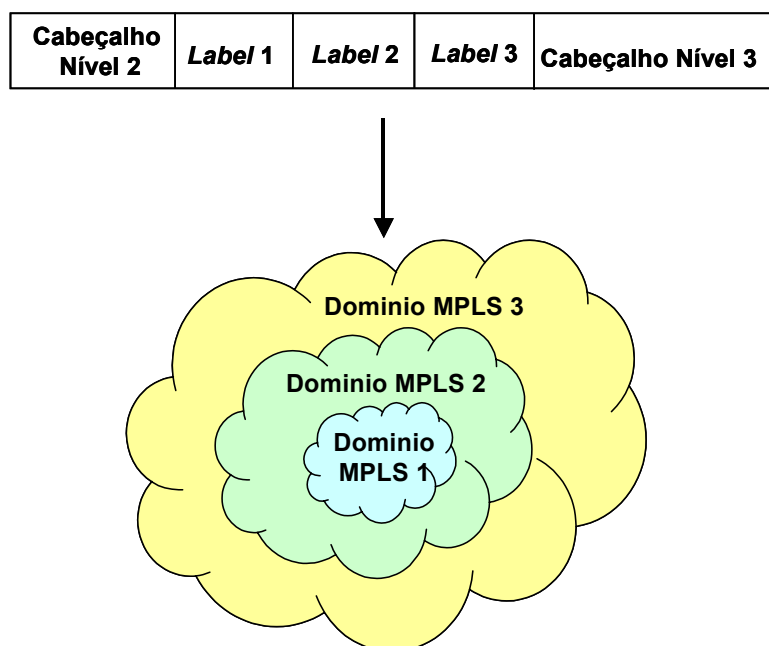 Cabeçalho
Nível 2
Label 1
Label 2
Label 3
Cabeçalho Nível 3
Dominio MPLS 3
Dominio MPLS 2
Dominio
MPLS 1